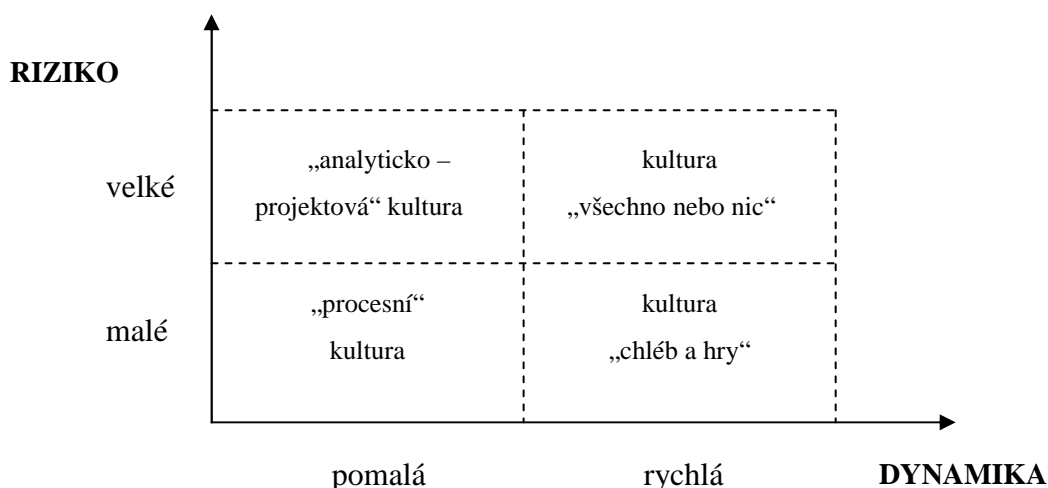 RIZIKO
velké
„analyticko –
projektová“ kultura
kultura
„všechno nebo nic“
malé
„procesní“
kultura
kultura
„chléb a hry“
pomalá
rychlá
DYNAMIKA